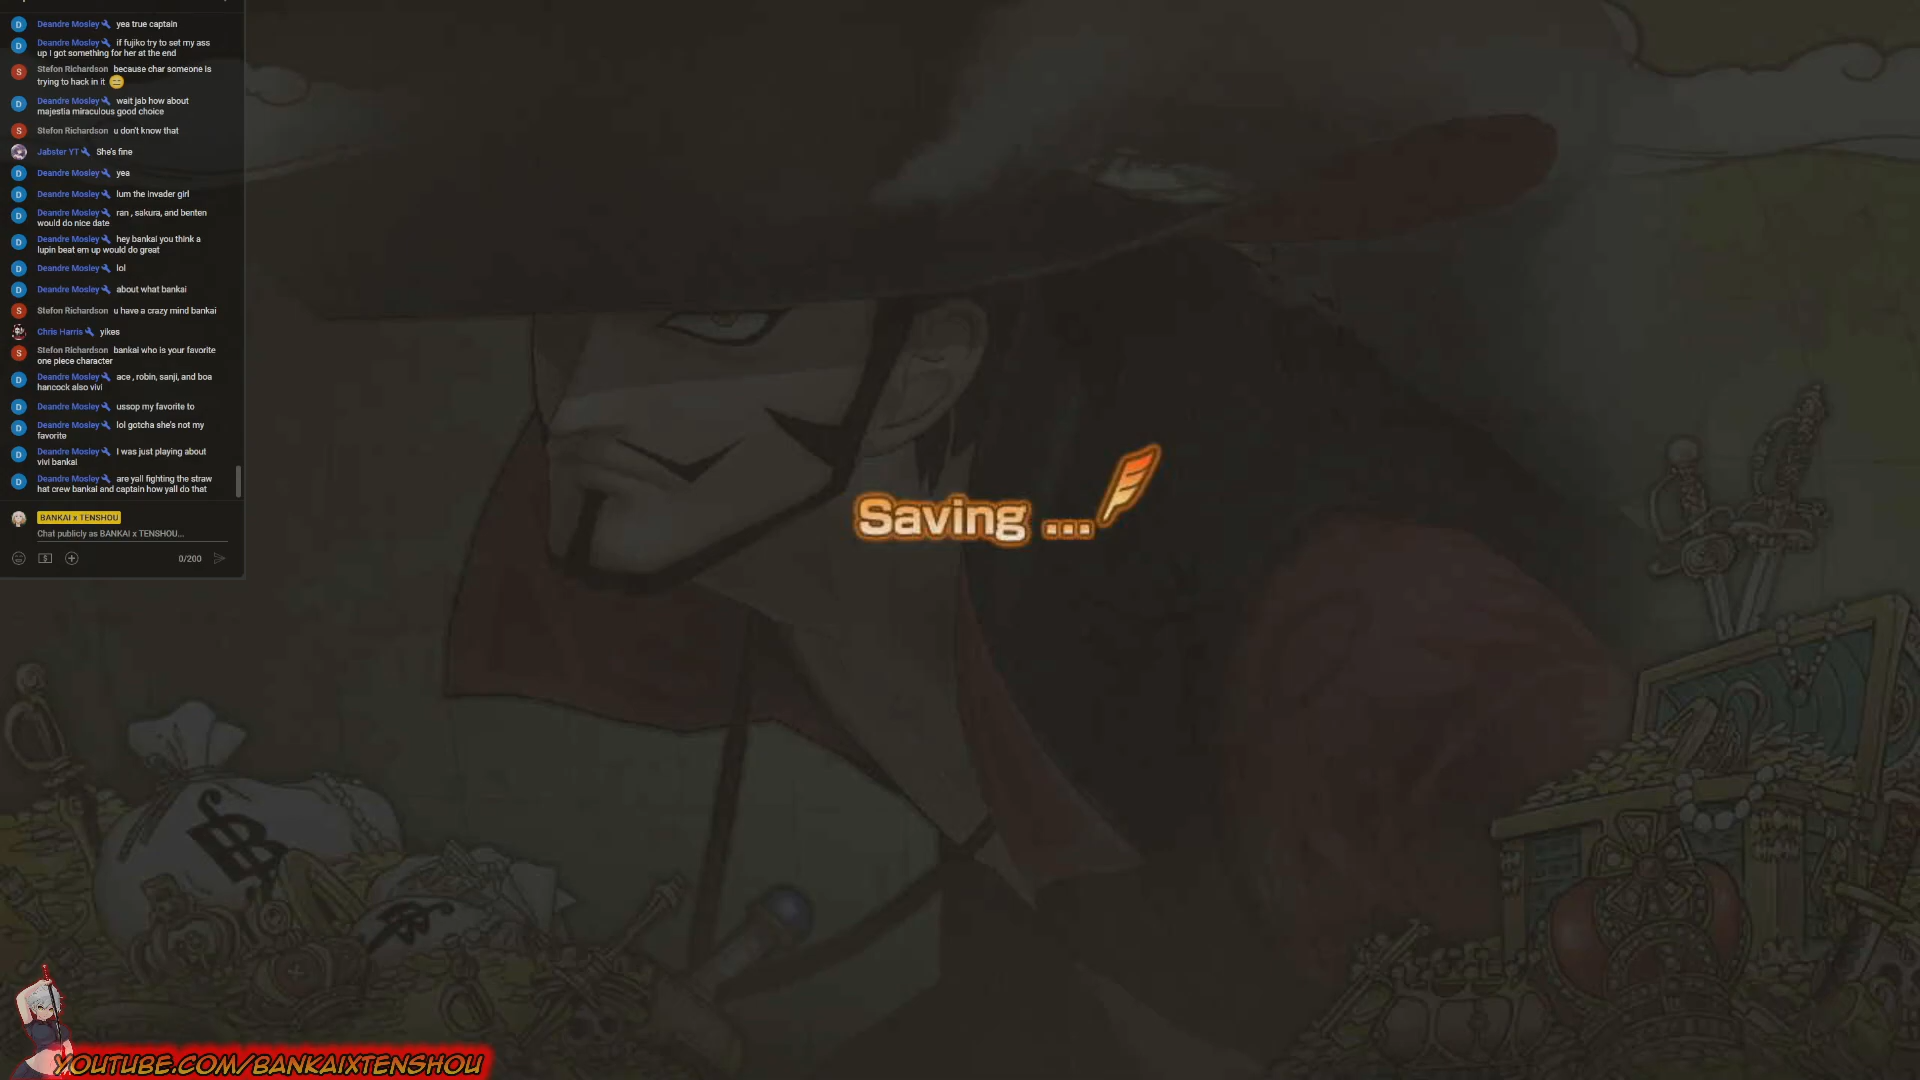 Deandre Mosley yea true captain
Deandre Mosley if fujiko try to set my ass
up I got something for her at the end
Stefon Richardson because char someone is
trying to hack in it
Deandre Mosley wait jab how about
majestia miraculous good choice
Stefon Richardson u don't know that
Jabster YT She's fine
Deandre Mosley yea
Deandre Mosley lum the invader girl
Deandre Mosley ran , sakura, and benten
would do nice date
Deandre Mosley hey bankai you think a
lupin beat em up would do great
Deandre Mosley lol
Deandre Mosley about what bankai
Stefon Richardson u have a crazy mind bankai
Chris Harris yikes
Stefon Richardson bankai who is your favorite
one piece character
Deandre Mosley ace , robin, sanji, and boa
hancock also vivi
Deandre Mosley ussop my favorite to
Deandre Mosley lol gotcha she's not my
favorite
Deandre Mosley I was just playing about
vivi bankai
Deandre Mosley are yall fighting the straw
hat crew bankai and captain how yall do that
BANKAI x TENSHOU
Chat publicly as BANKAI x TENSHOU...
0/200
Saving ...
YOUTUBE.COM/BANKAIXTENSHOU